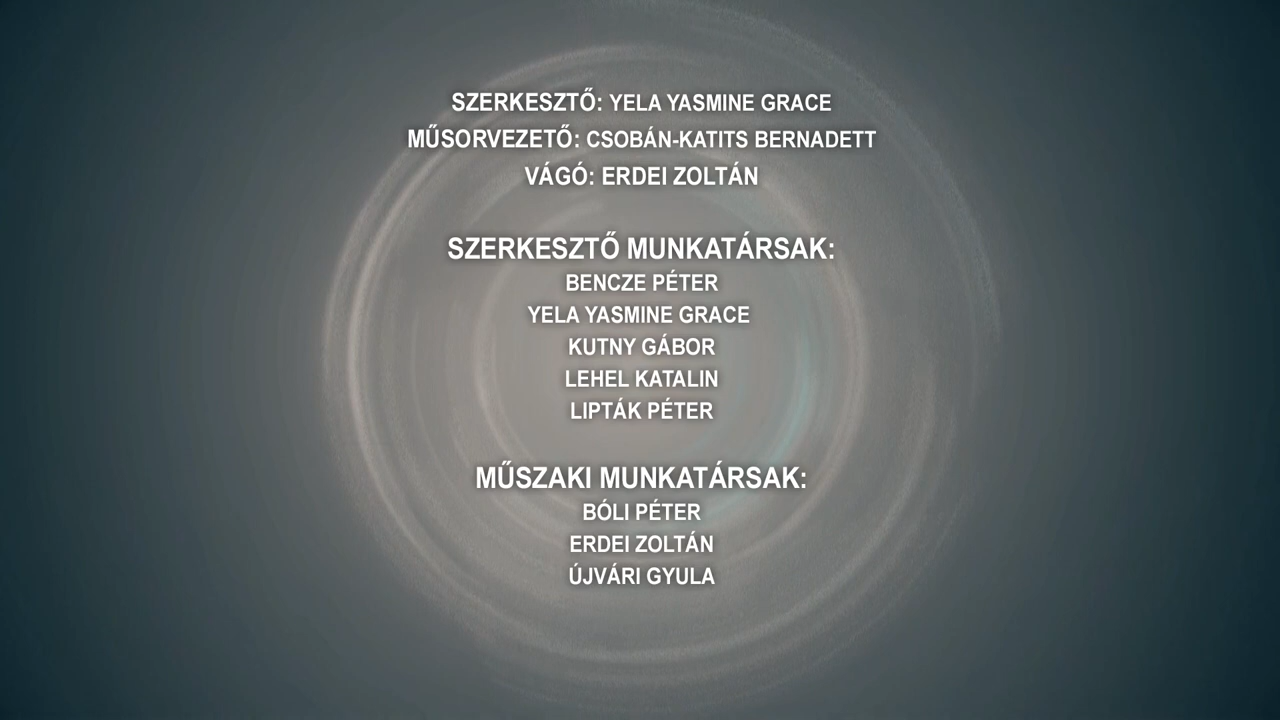 SZERKESZTŐ: YELA YASMINE GRACE
MŰSORVEZETŐ: CSOBÁN-KATITS BERNADETT
VÁGÓ: ERDEI ZOLTÁN
SZERKESZTŐ MUNKATÁRSAK:
BENCZE PÉTER
YELA YASMINE GRACE
KUTNY GÁBOR
LEHEL KATALIN
LIPTÁK PÉTER
MŰSZAKI MUNKATÁRSAK:
BÓLI PÉTER
ERDEI ZOLTÁN
ÚJVÁRI GYULA